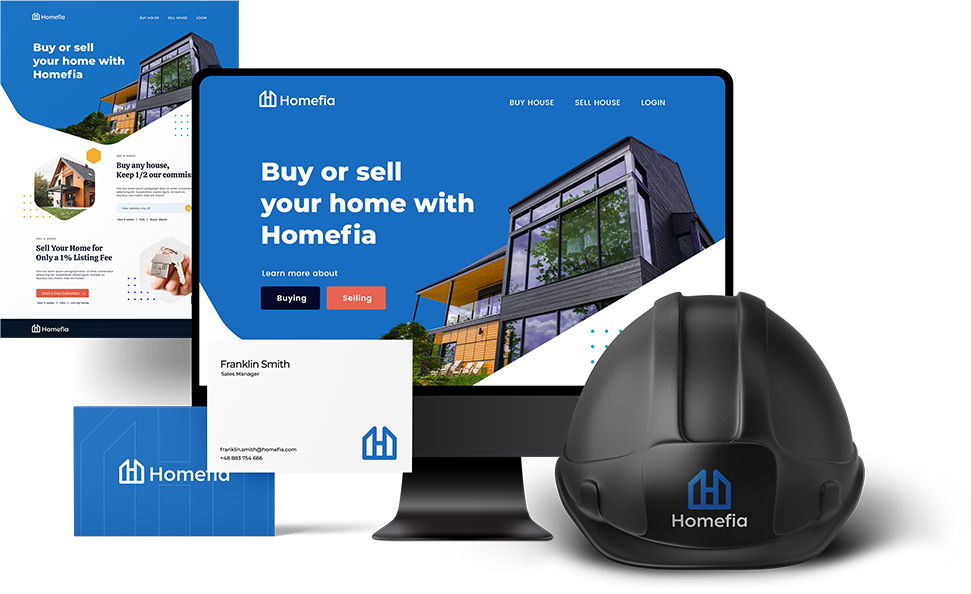 Homefia
BUY HOUSE SELL HOUSE LOGIN
Buy or sell
your home with
Homefia
Buy any house,
Keep 1/2 our commis
Sell Your Home for
Only a 1% Listing Fee
Start a Free Evaluation
Homefia
Homefia
BUY HOUSE SELL HOUSE LOGIN
Buy or sell
your home with
Homefia
Learn more about
Buying Selling
Franklin Smith
Sales Manager
franklin.smith@homefia.com
+48 883 754 666
Homefia
Homefia